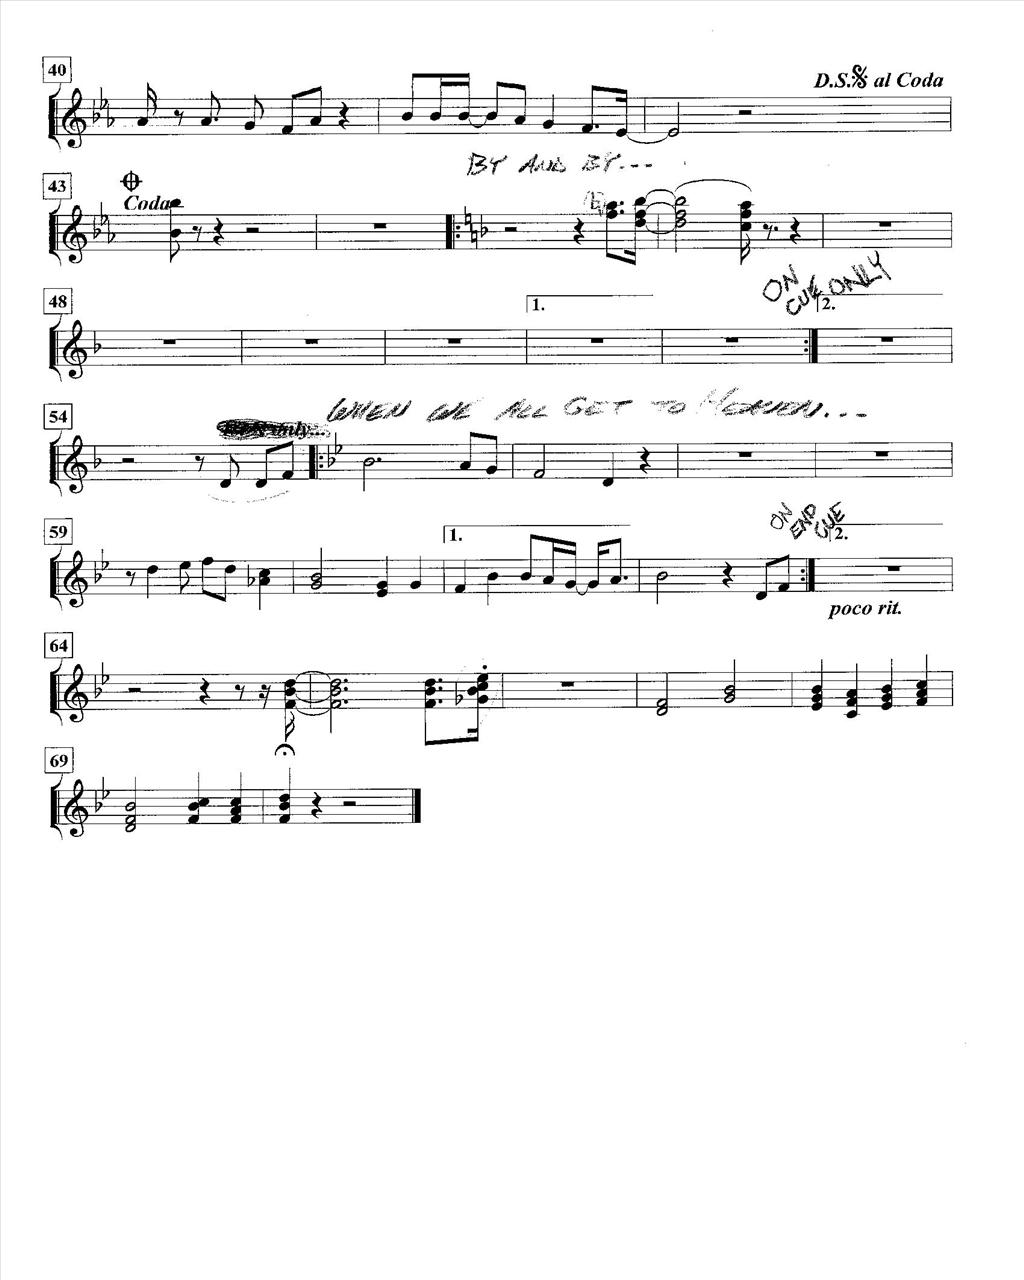 40
D.S.𝄋 al Coda
BY AND BY...
43
Coda
ON
CUE ONLY
48
1.
2.
54
only...
WHEN WE ALL GET TO HEAVEN...
59
1.
ON
END
CUE
2.
poco rit.
64
69